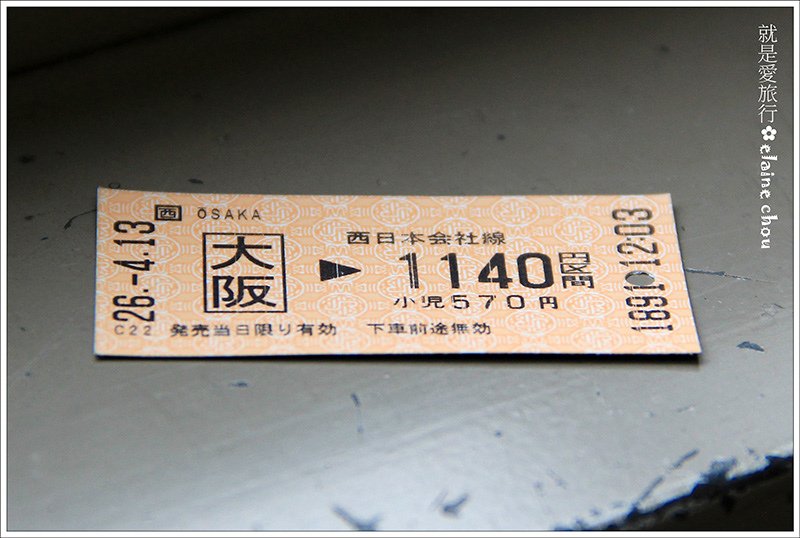 就是愛旅行✿elaine chou
西 ŌSAKA
26.-4.13
大阪
西日本会社線
▶ 1140円区間
小児570円
C22 発売当日限り有効 下車前途無効
1891 12:03